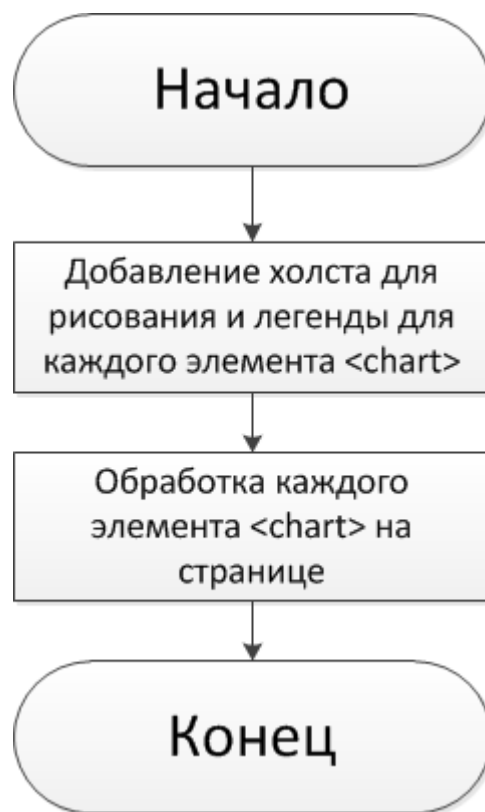 Начало
Добавление холста для
рисования и легенды для
каждого элемента <chart>
Обработка каждого
элемента <chart> на
странице
Конец